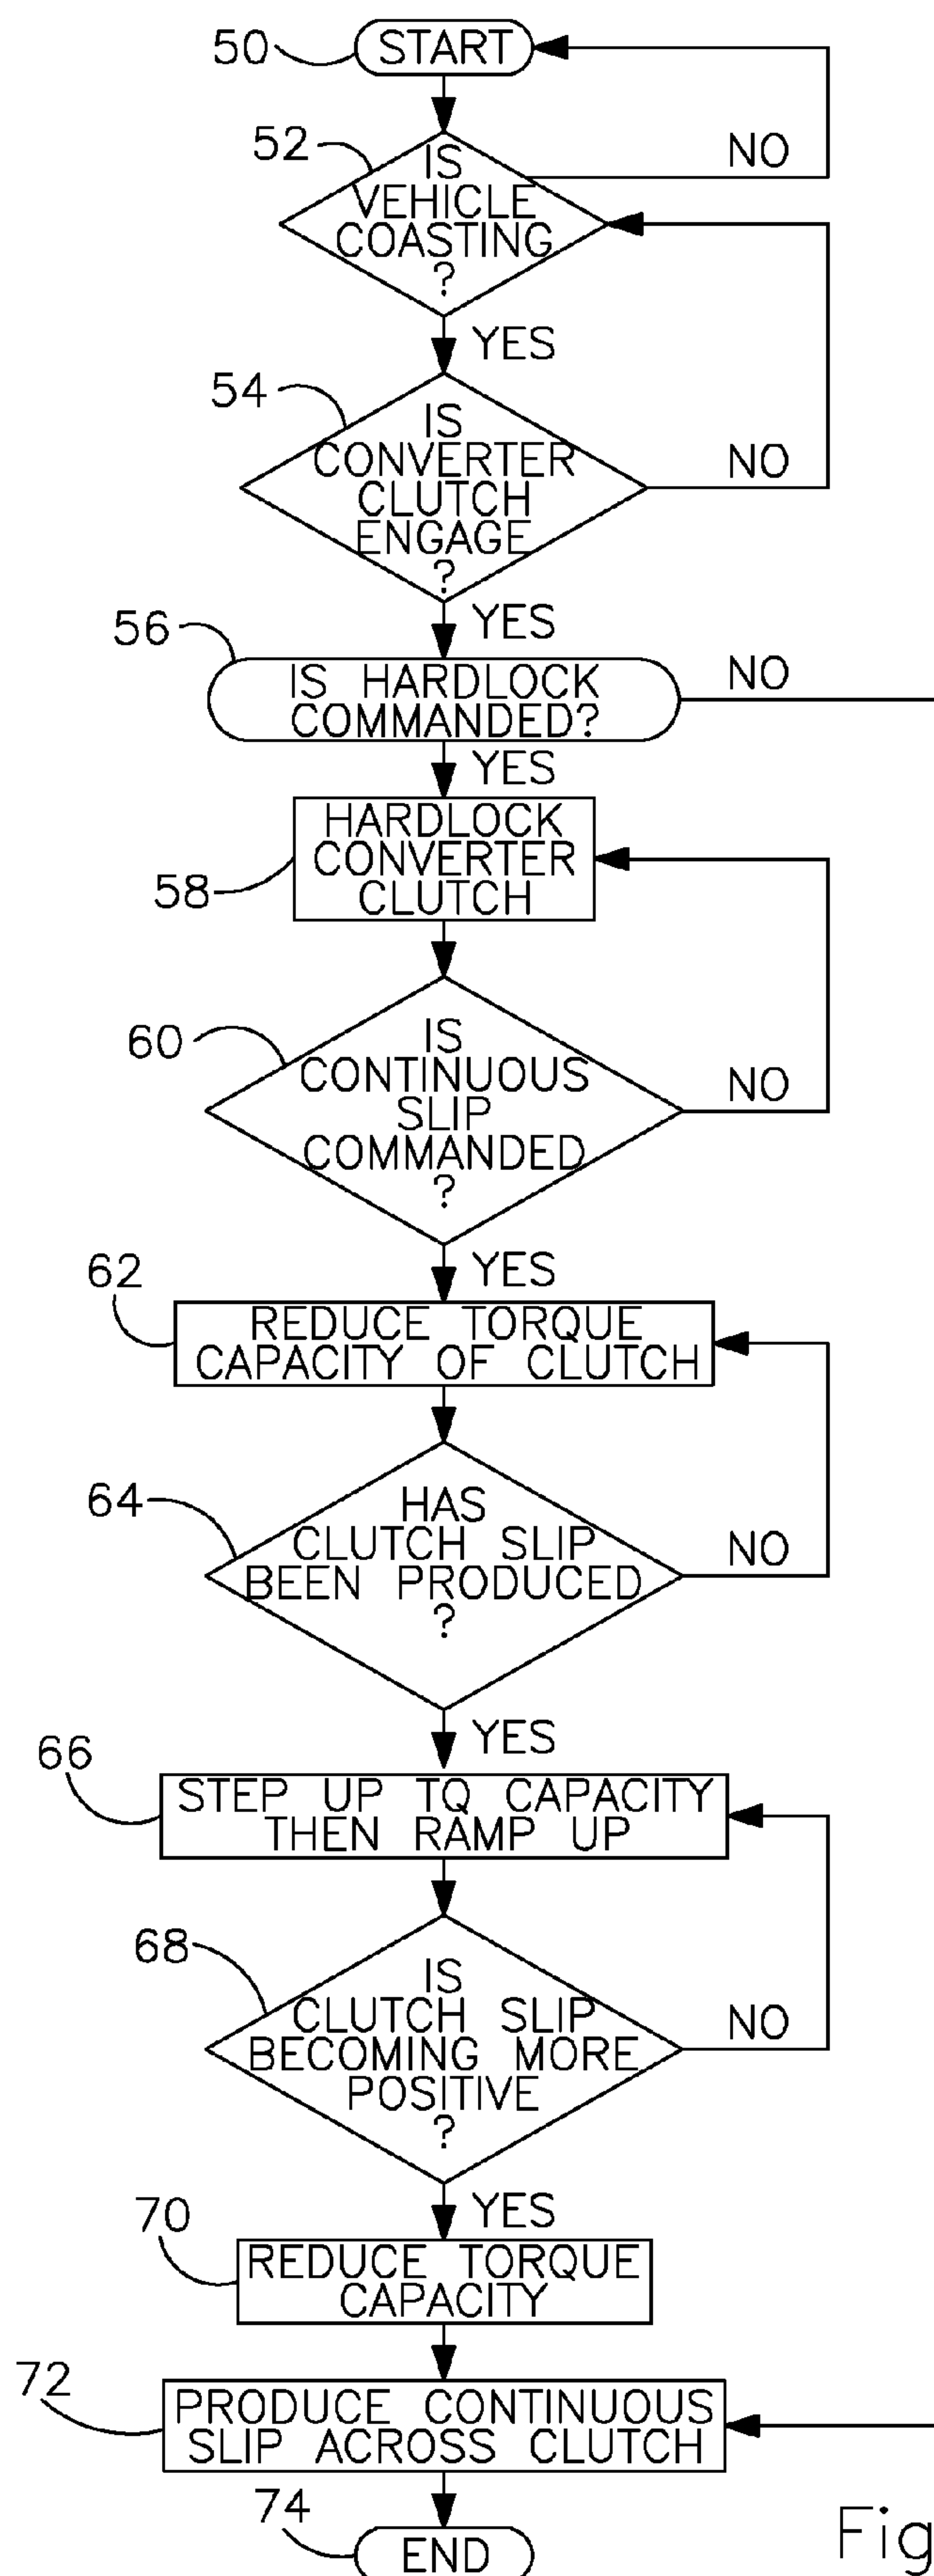 50
START
52
IS
VEHICLE
COASTING
?
NO
YES
54
IS
CONVERTER
CLUTCH
ENGAGE
?
NO
YES
56
IS HARDLOCK
COMMANDED?
NO
YES
58
HARDLOCK
CONVERTER
CLUTCH
60
IS
CONTINUOUS
SLIP
COMMANDED
?
NO
YES
62
REDUCE TORQUE
CAPACITY OF CLUTCH
64
HAS
CLUTCH SLIP
BEEN PRODUCED
?
NO
YES
66
STEP UP TQ CAPACITY
THEN RAMP UP
68
IS
CLUTCH SLIP
BECOMING MORE
POSITIVE
?
NO
YES
70
REDUCE TORQUE
CAPACITY
72
PRODUCE CONTINUOUS
SLIP ACROSS CLUTCH
74
END
Fig